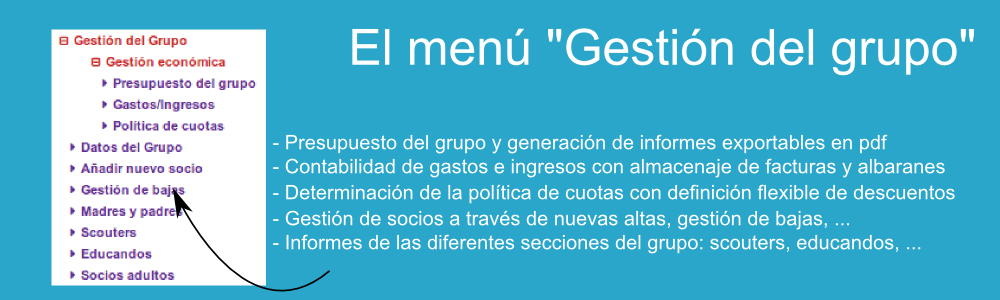 El menú "Gestión del grupo"
Gestión del Grupo
Gestión económica
Presupuesto del grupo
Gastos/Ingresos
Política de cuotas
Datos del Grupo
Añadir nuevo socio
Gestión de bajas
Madres y padres
Scouters
Educandos
Socios adultos
- Presupuesto del grupo y generación de informes exportables en pdf
- Contabilidad de gastos e ingresos con almacenaje de facturas y albaranes
- Determinación de la política de cuotas con definición flexible de descuentos
- Gestión de socios a través de nuevas altas, gestión de bajas, ...
- Informes de las diferentes secciones del grupo: scouters, educandos, ...